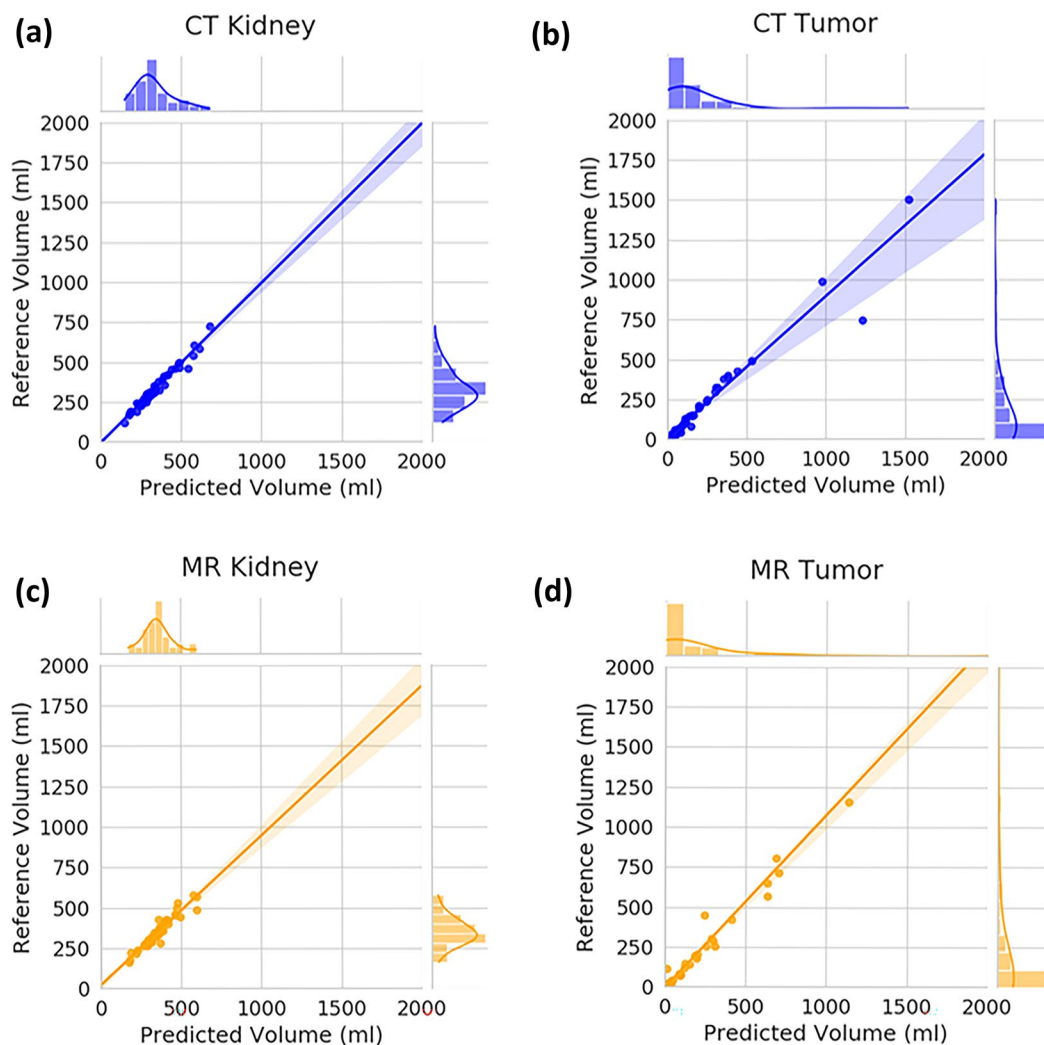 (a)
CT Kidney
2000
1750
1500
1250
1000
750
500
250
0
Reference Volume (ml)
0 500 1000 1500 2000
Predicted Volume (ml)
(b)
CT Tumor
2000
1750
1500
1250
1000
750
500
250
0
Reference Volume (ml)
0 500 1000 1500 2000
Predicted Volume (ml)
(c)
MR Kidney
2000
1750
1500
1250
1000
750
500
250
0
Reference Volume (ml)
0 500 1000 1500 2000
Predicted Volume (ml)
(d)
MR Tumor
2000
1750
1500
1250
1000
750
500
250
0
Reference Volume (ml)
0 500 1000 1500 2000
Predicted Volume (ml)